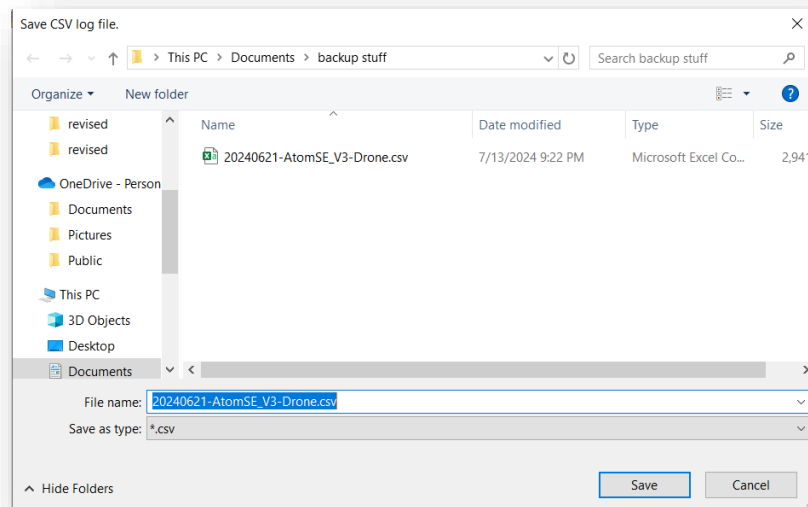 Save CSV log file.
This PC > Documents > backup stuff
Search backup stuff
Organize
New folder
?
Name
Date modified
Type
Size
20240621-AtomSE_V3-Drone.csv
7/13/2024 9:22 PM
Microsoft Excel Co...
2,941
revised
revised
OneDrive - Person
Documents
Pictures
Public
This PC
3D Objects
Desktop
Documents
File name: 20240621-AtomSE_V3-Drone.csv
Save as type: *.csv
Hide Folders
Save
Cancel